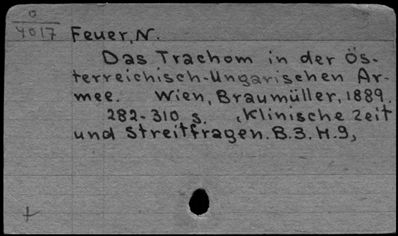 O
4017
Feuer, N.
Das Trachom in der Ös-
terreichisch-Ungarischen Ar-
mee. Wien, Braumüller, 1889.
282-310 s. (Klinische Zeit
und Streitfragen. B.3. H.9,